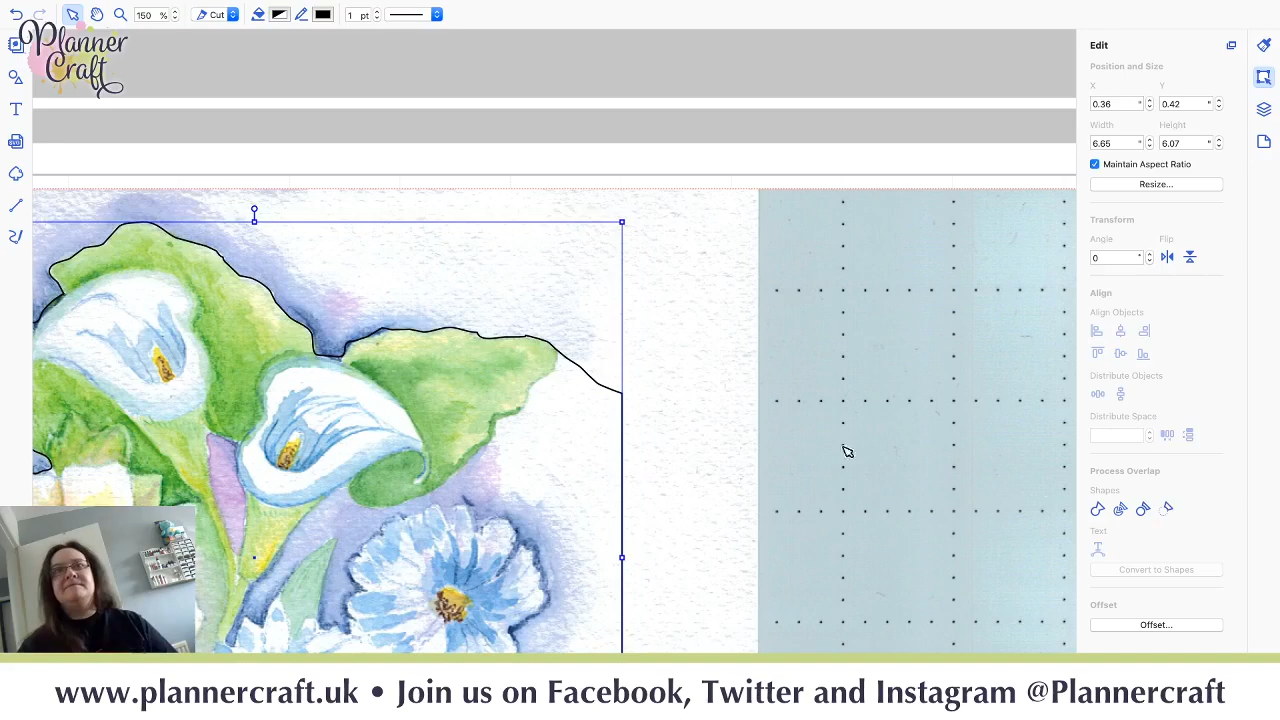 150 %
Cut
1 pt
Planner
Craft
Edit
Position and Size
X
Y
0.36 "
0.42 "
Width
Height
6.65 "
6.07 "
Maintain Aspect Ratio
Resize...
Transform
Angle
Flip
0 °
Align
Align Objects
Distribute Objects
Distribute Space
Process Overlap
Shapes
Text
Convert to Shapes
Offset
Offset...
www.plannercraft.uk • Join us on Facebook, Twitter and Instagram @Plannercraft